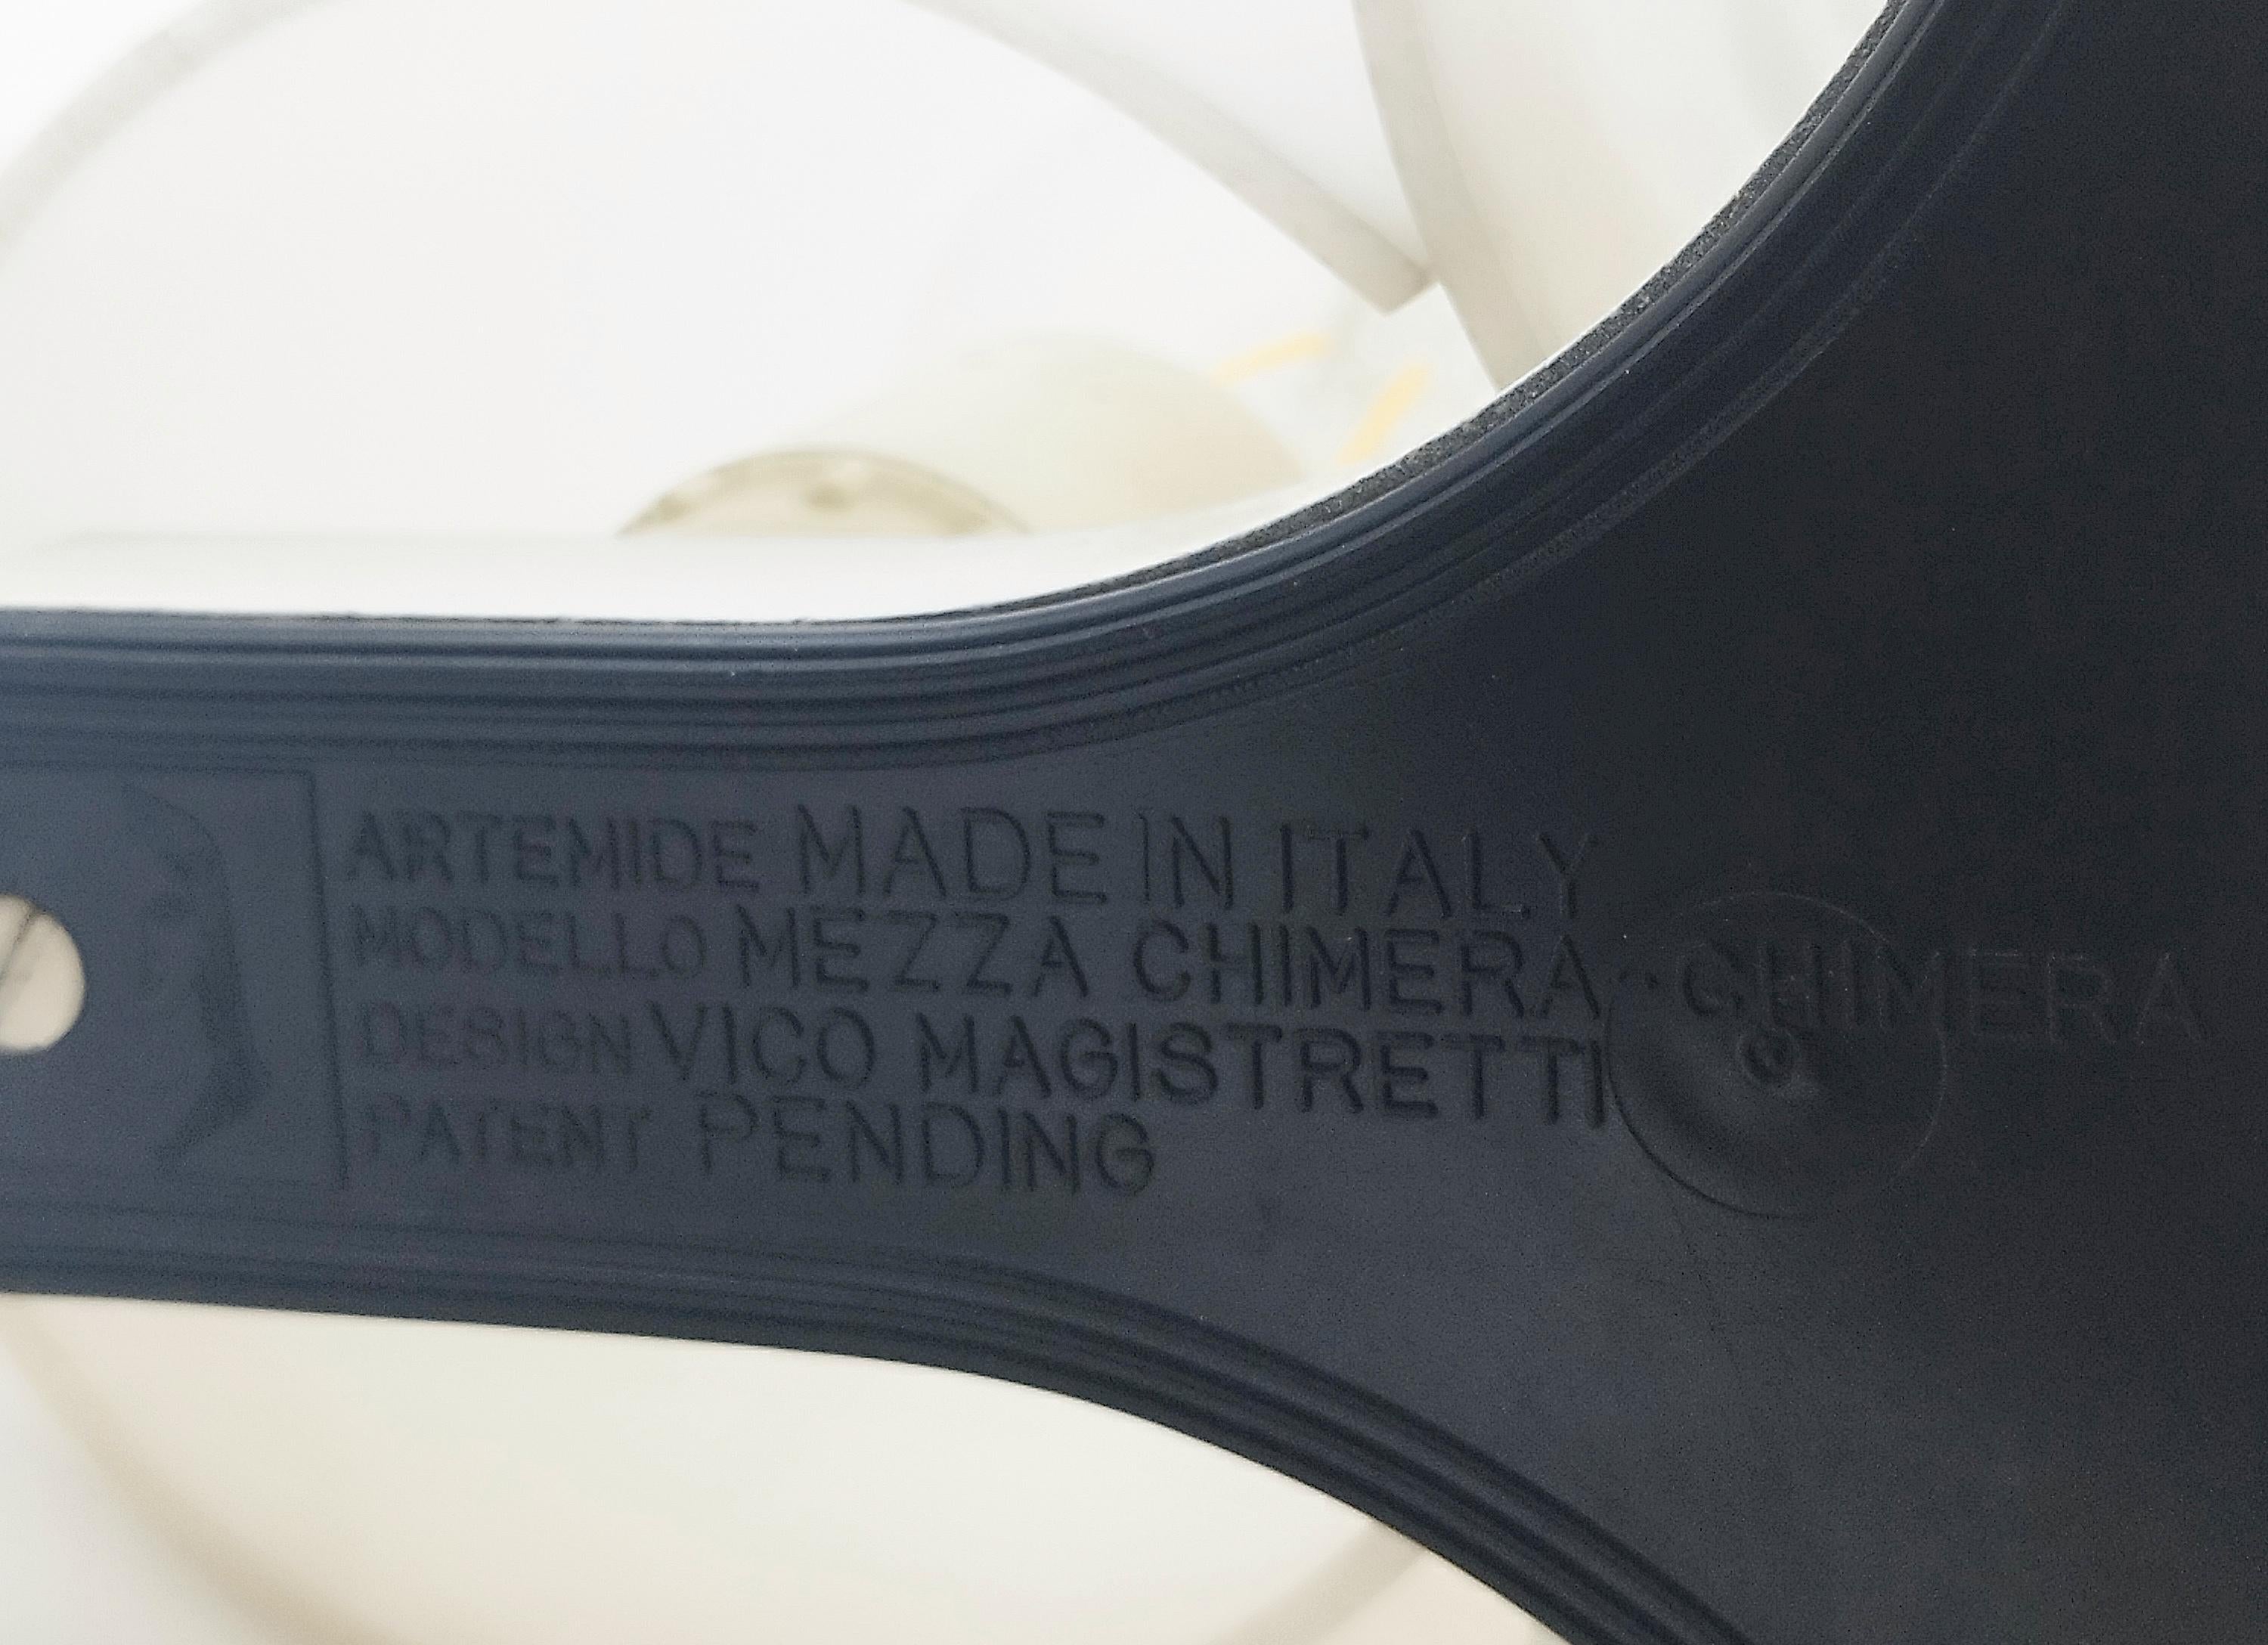 ARTEMIDE MADE IN ITALY
MODELLO MEZZA CHIMERA · CHIMERA
DESIGN VICO MAGISTRETTI
PATENT PENDING